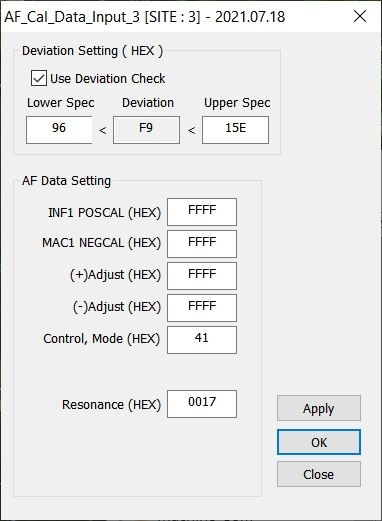 AF_Cal_Data_Input_3 [SITE : 3] - 2021.07.18
Deviation Setting ( HEX )
Use Deviation Check
Lower Spec Deviation Upper Spec
96 < F9 < 15E
AF Data Setting
INF1 POSCAL (HEX) FFFF
MAC1 NEGCAL (HEX) FFFF
(+)Adjust (HEX) FFFF
(-)Adjust (HEX) FFFF
Control, Mode (HEX) 41
Resonance (HEX) 0017
Apply
OK
Close